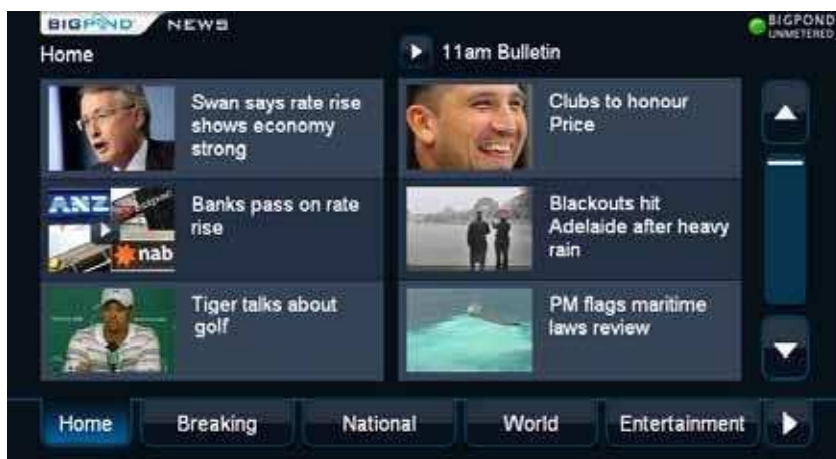 BIGPOND NEWS
BIGPOND
UNMETERED
Home
11am Bulletin
Swan says rate rise
shows economy
strong
Clubs to honour
Price
ANZ
nab
Banks pass on rate
rise
Blackouts hit
Adelaide after heavy
rain
Tiger talks about
golf
PM flags maritime
laws review
Home
Breaking
National
World
Entertainment